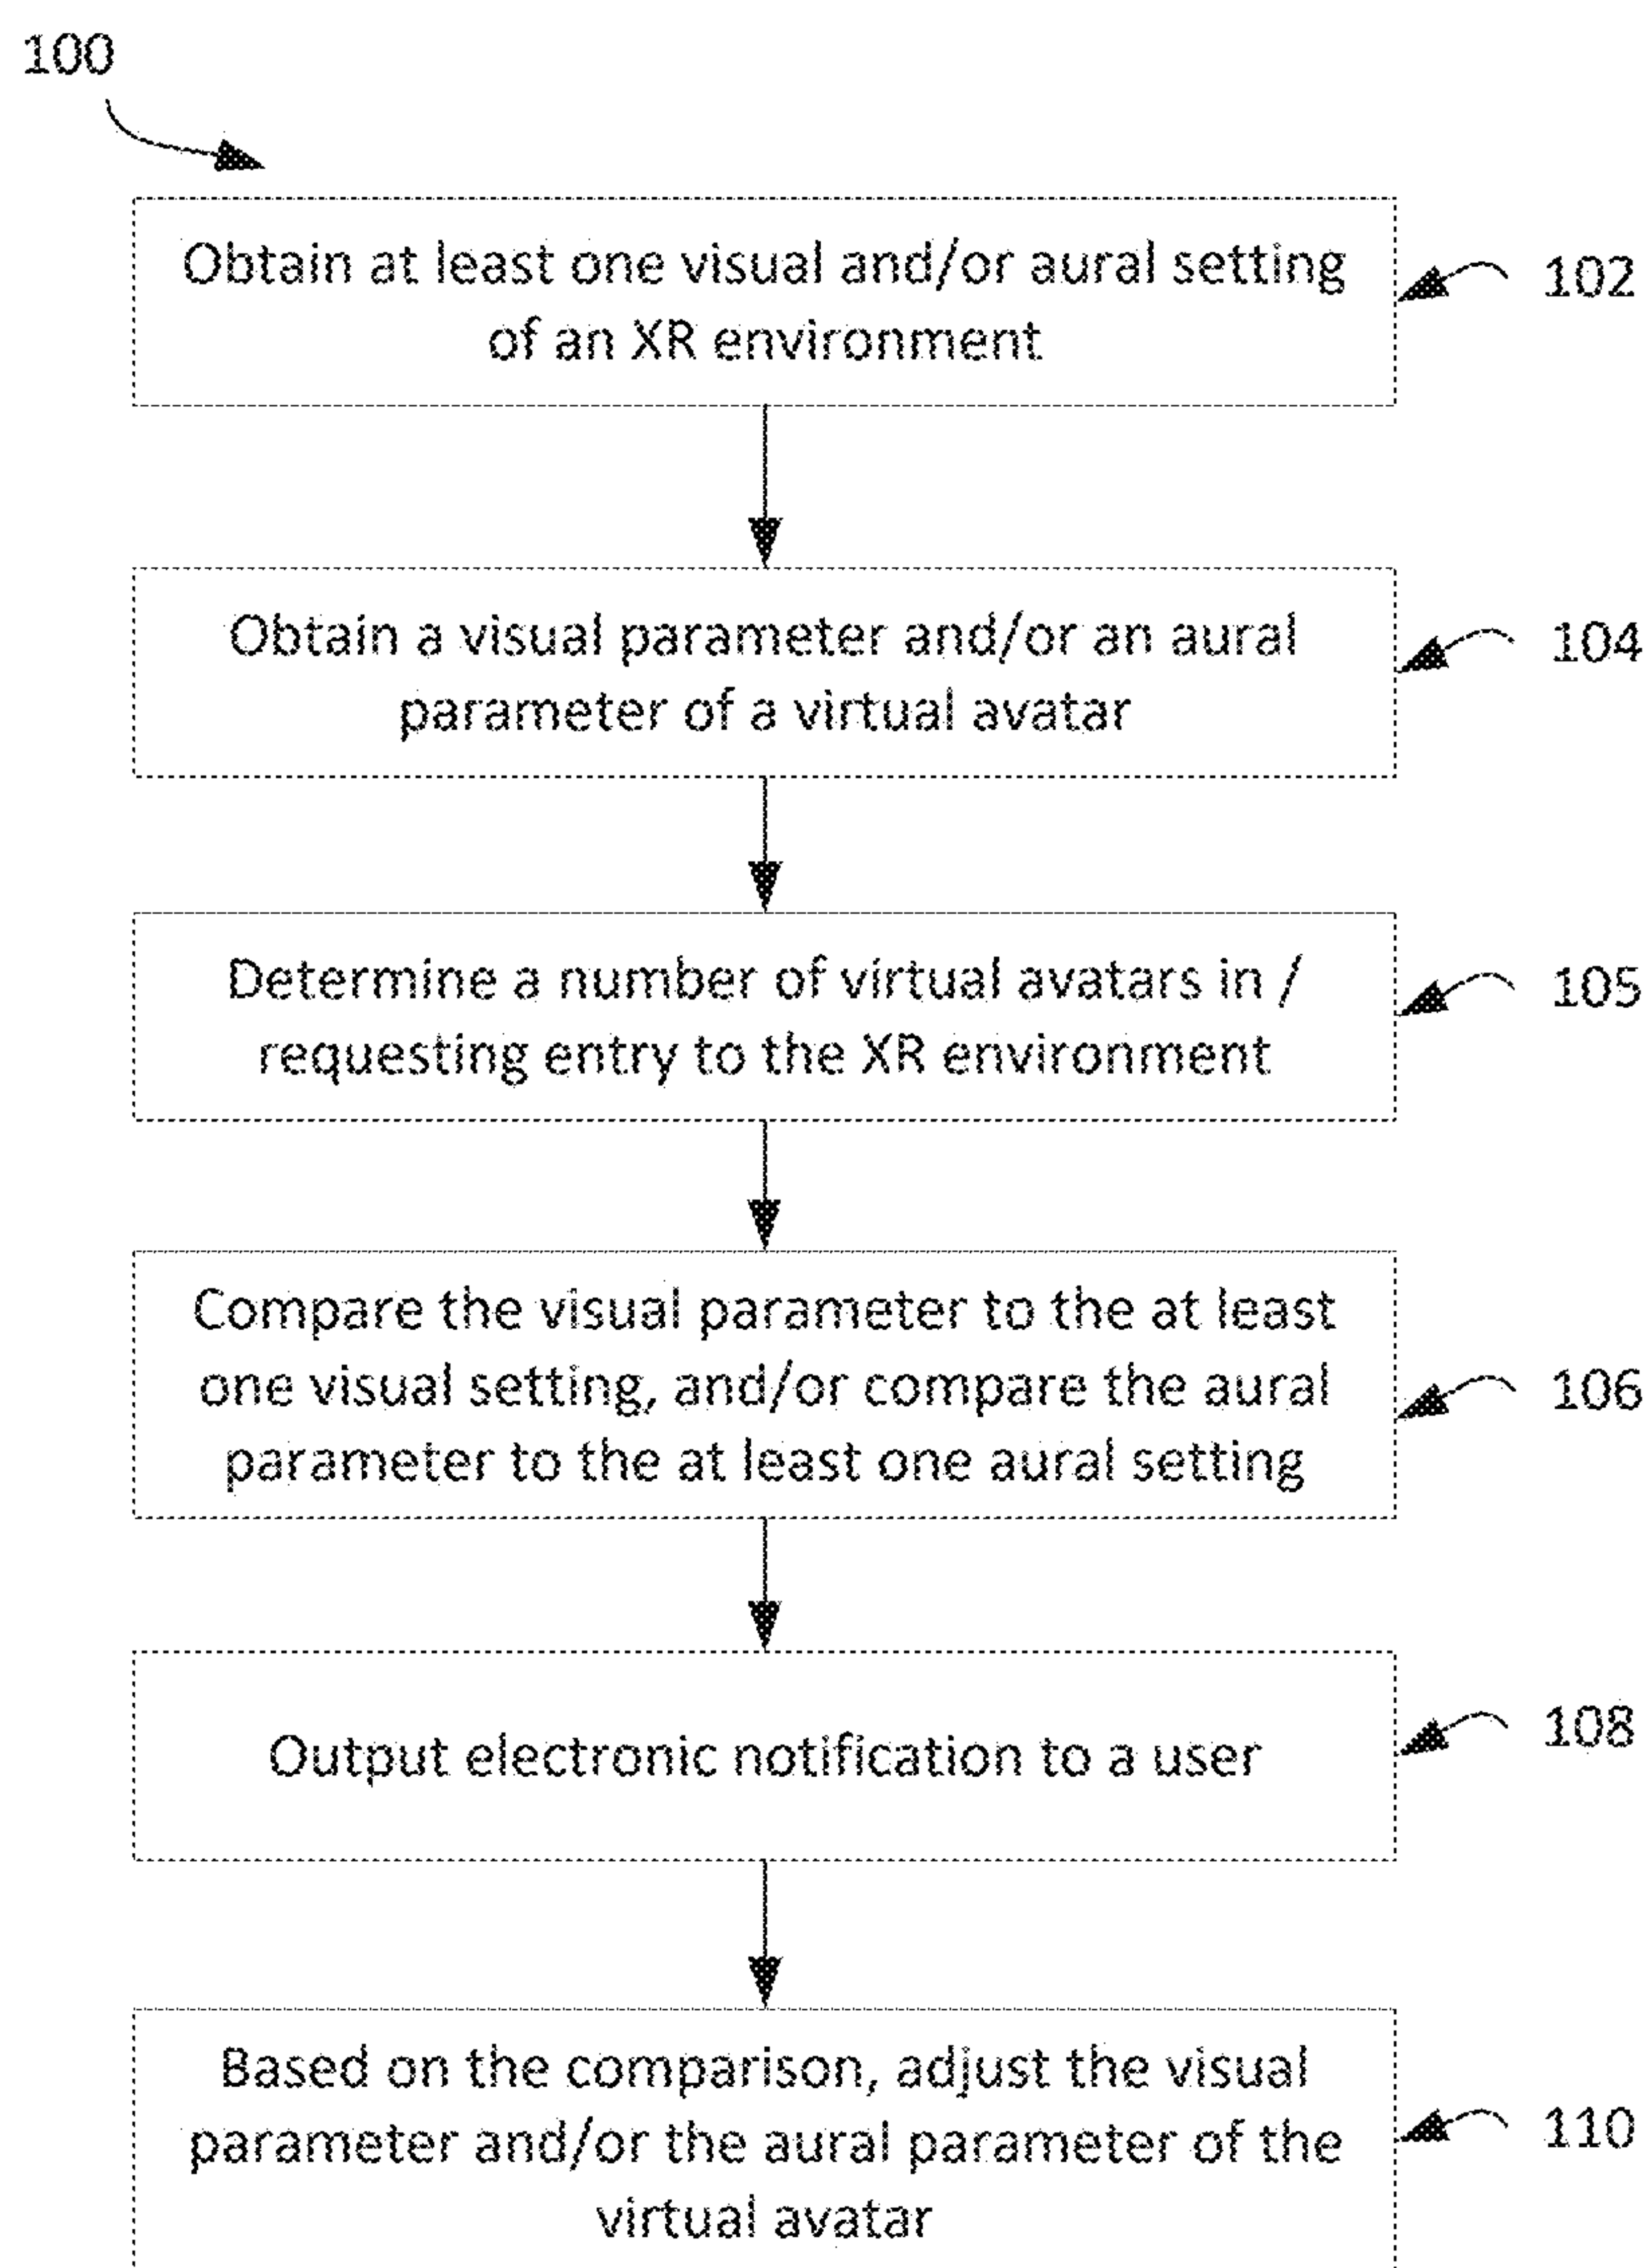 100
Obtain at least one visual and/or aural setting
of an XR environment
102
Obtain a visual parameter and/or an aural
parameter of a virtual avatar
104
Determine a number of virtual avatars in /
requesting entry to the XR environment
105
Compare the visual parameter to the at least
one visual setting, and/or compare the aural
parameter to the at least one aural setting
106
Output electronic notification to a user
108
Based on the comparison, adjust the visual
parameter and/or the aural parameter of the
virtual avatar
110